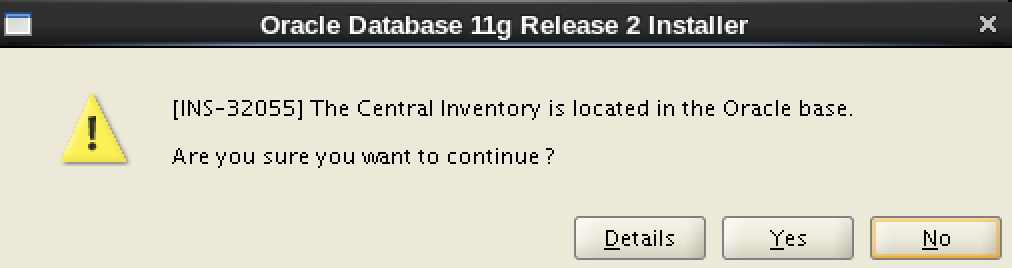 Oracle Database 11g Release 2 Installer
[INS-32055] The Central Inventory is located in the Oracle base.
Are you sure you want to continue ?
Details Yes No